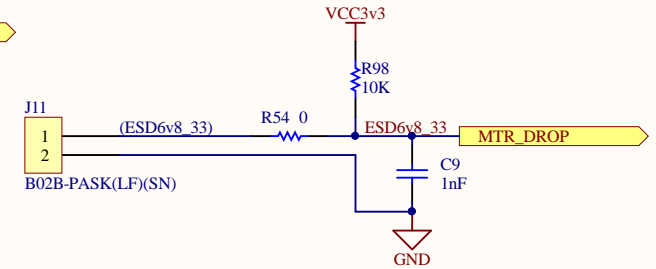 VCC3v3
R98
10K
J11
R54 0
(ESD6v8_33)
ESD6v8_33
MTR_DROP
1
2
C9
1nF
B02B-PASK(LF)(SN)
GND